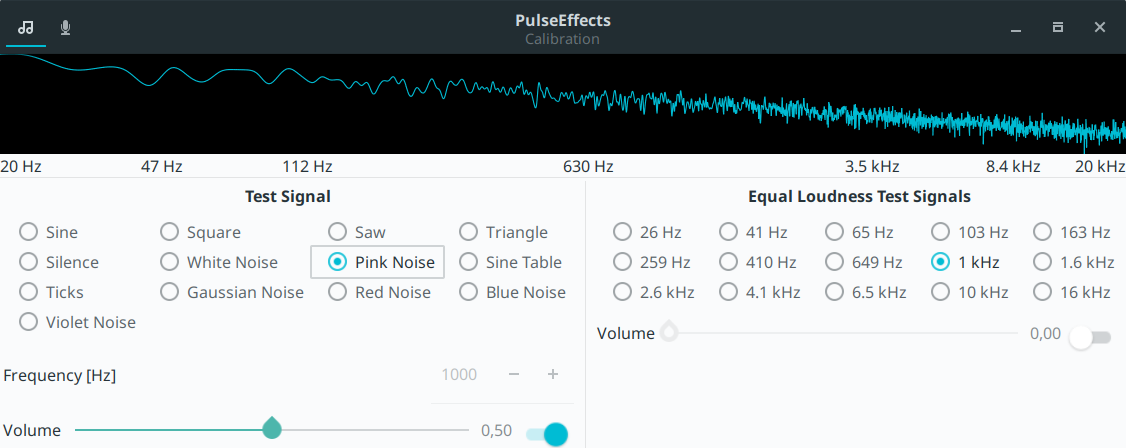 PulseEffects
Calibration
20 Hz 47 Hz 112 Hz 630 Hz 3.5 kHz 8.4 kHz 20 kHz
Test Signal
Sine Square Saw Triangle
Silence White Noise Pink Noise Sine Table
Ticks Gaussian Noise Red Noise Blue Noise
Violet Noise
Frequency [Hz] 1000 − +
Volume 0,50
Equal Loudness Test Signals
26 Hz 41 Hz 65 Hz 103 Hz 163 Hz
259 Hz 410 Hz 649 Hz 1 kHz 1.6 kHz
2.6 kHz 4.1 kHz 6.5 kHz 10 kHz 16 kHz
Volume 0,00